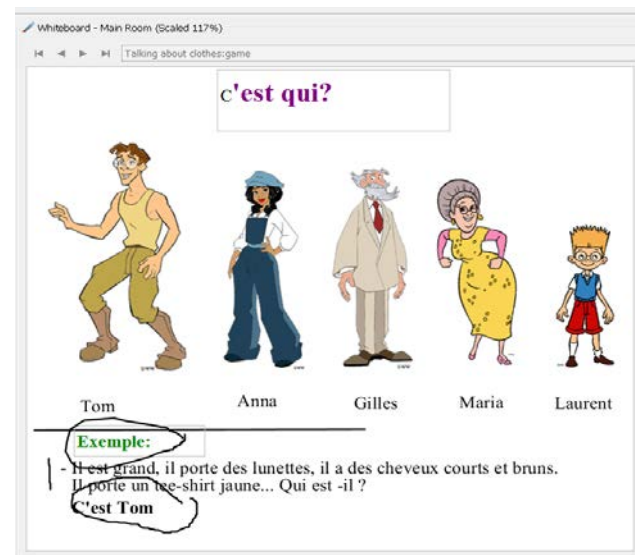 Whiteboard - Main Room (Scaled 117%)
Talking about clothes:game
c'est qui?
Tom Anna Gilles Maria Laurent
Exemple:
- Il est grand, il porte des lunettes, il a des cheveux courts et bruns.
Il porte un tee-shirt jaune... Qui est -il ?
C'est Tom